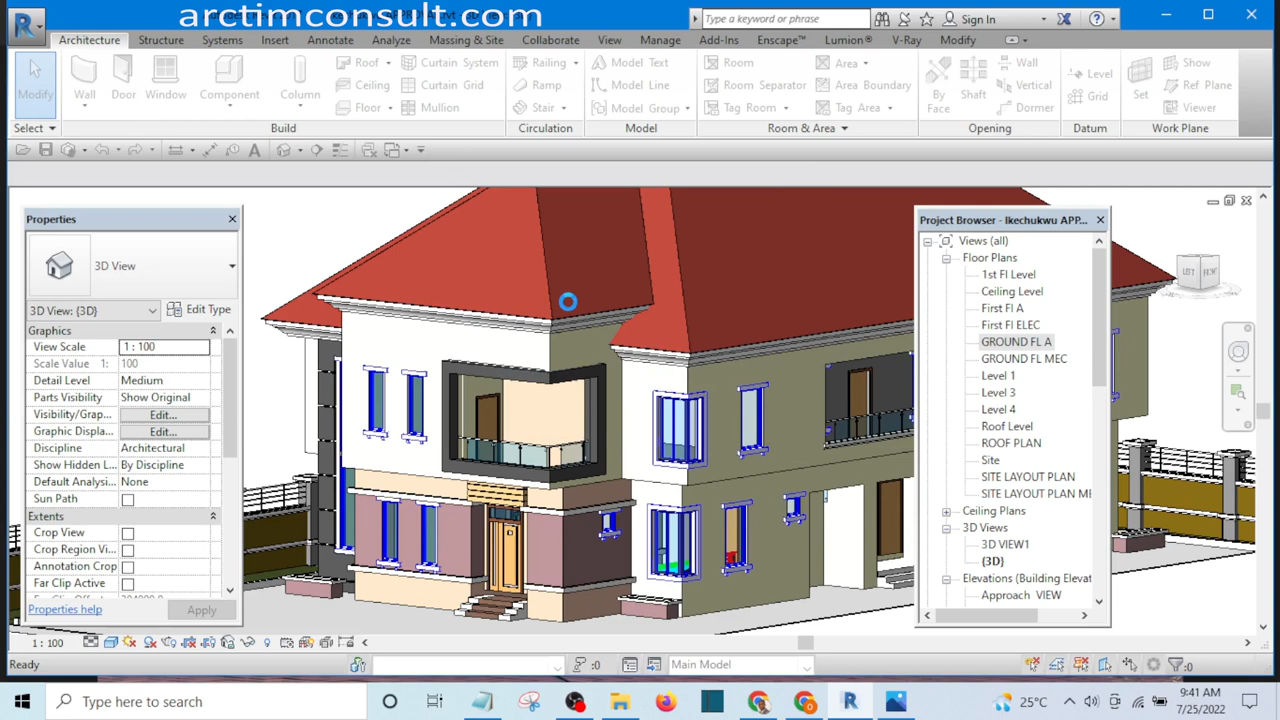 arctimconsult.com
Type a keyword or phrase
Sign In
Architecture Structure Systems Insert Annotate Analyze Massing & Site Collaborate View Manage Add-Ins Enscape™ Lumion® V-Ray Modify
Modify Wall Door Window Component Column
Roof Ceiling Floor
Curtain System Curtain Grid Mullion
Railing Ramp Stair
Model Text Model Line Model Group
Room Room Separator Tag Room
Area Area Boundary Tag Area
By Face Shaft Wall Vertical Dormer
Level Grid
Set Show Ref Plane Viewer
Select Build Circulation Model Room & Area Opening Datum Work Plane
Properties
3D View
3D View: {3D} Edit Type
Graphics
View Scale 1 : 100
Scale Value 1: 100
Detail Level Medium
Parts Visibility Show Original
Visibility/Grap... Edit...
Graphic Displa... Edit...
Discipline Architectural
Show Hidden L... By Discipline
Default Analysi... None
Sun Path
Extents
Crop View
Crop Region Vi...
Annotation Crop
Far Clip Active
Properties help Apply
Project Browser - Ikechukwu APP...
Views (all)
Floor Plans
1st Fl Level
Ceiling Level
First Fl A
First Fl ELEC
GROUND FL A
GROUND FL MEC
Level 1
Level 3
Level 4
Roof Level
ROOF PLAN
Site
SITE LAYOUT PLAN
SITE LAYOUT PLAN ME
Ceiling Plans
3D Views
3D VIEW1
{3D}
Elevations (Building Elevat
Approach VIEW
LEFT
1 : 100
Ready
:0
Main Model
:0
Type here to search
25°C
9:41 AM
7/25/2022